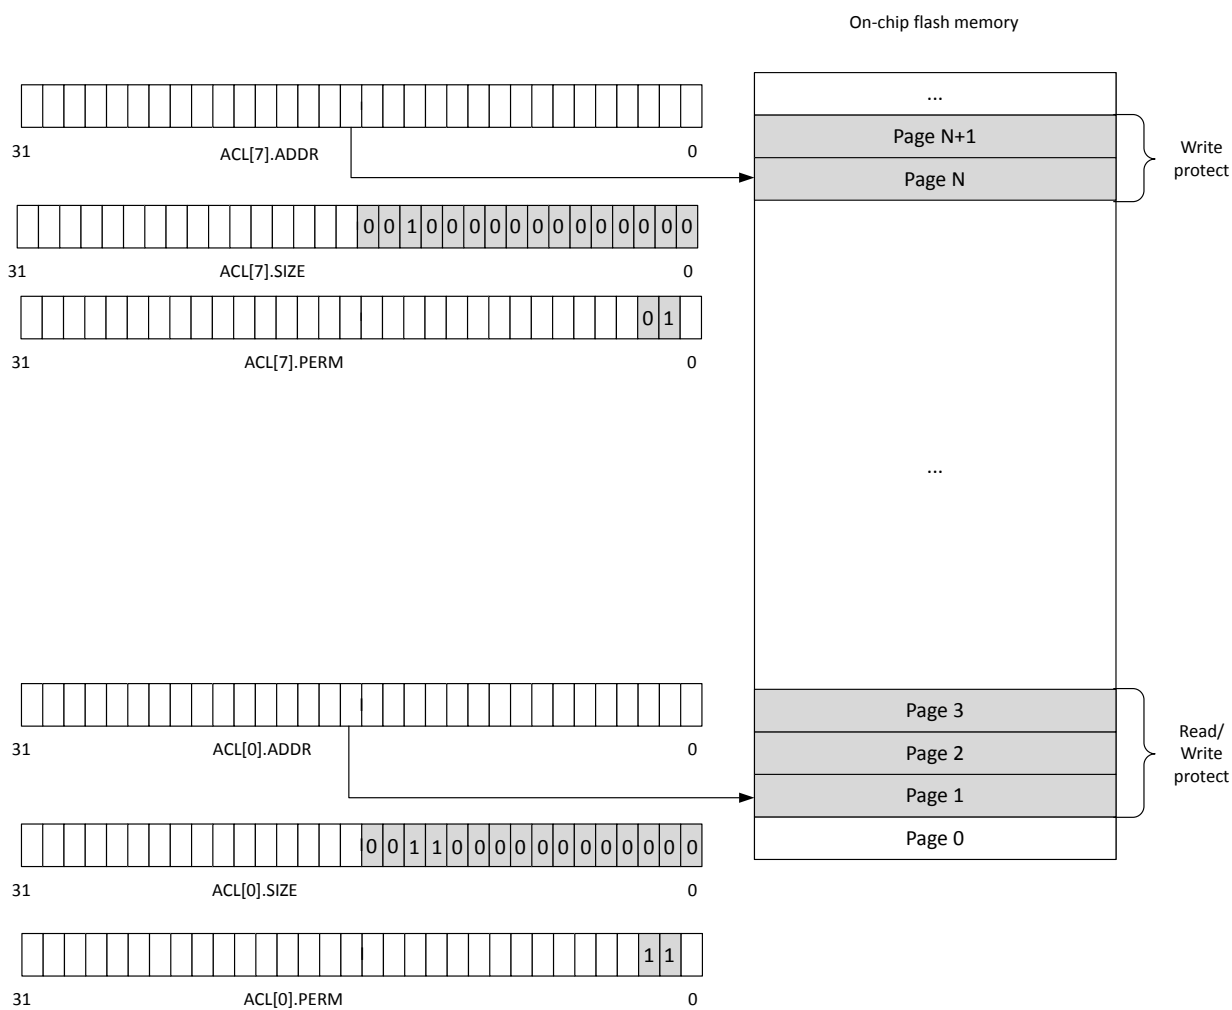 On-chip flash memory
...
31 ACL[7].ADDR 0
Page N+1
Page N
Write
protect
0 0 1 0 0 0 0 0 0 0 0 0 0 0 0 0
31 ACL[7].SIZE 0
0 1
31 ACL[7].PERM 0
...
31 ACL[0].ADDR 0
Page 3
Page 2
Page 1
Page 0
Read/
Write
protect
0 0 1 1 0 0 0 0 0 0 0 0 0 0 0 0
31 ACL[0].SIZE 0
1 1
31 ACL[0].PERM 0